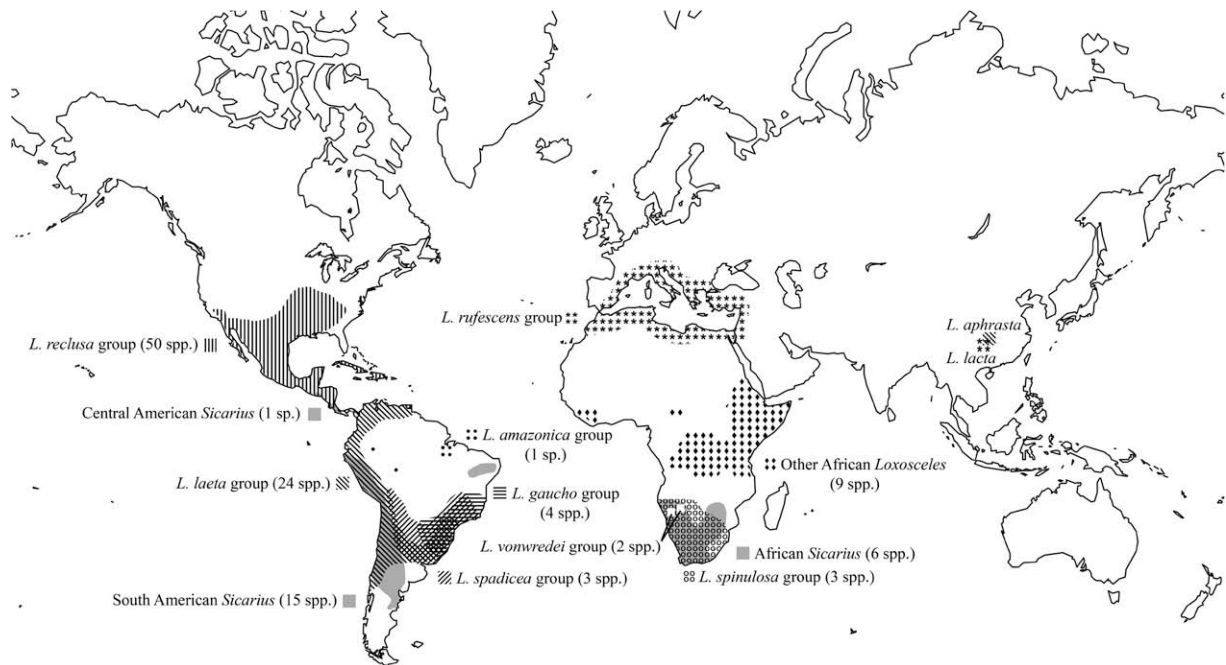 L. rufescens group
L. aphrasta
L. lacta
L. reclusa group (50 spp.)
Central American Sicarius (1 sp.)
L. amazonica group
(1 sp.)
Other African Loxosceles
(9 spp.)
L. laeta group (24 spp.)
L. gaucho group
(4 spp.)
L. vonwredei group (2 spp.)
African Sicarius (6 spp.)
L. spadicea group (3 spp.)
L. spinulosa group (3 spp.)
South American Sicarius (15 spp.)